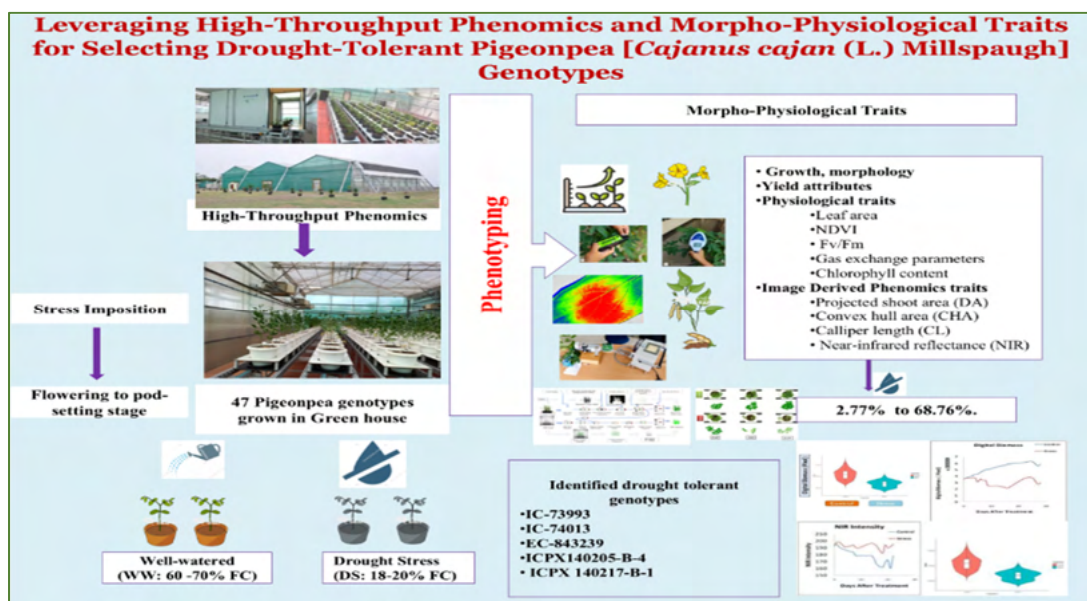 Leveraging High-Throughput Phenomics and Morpho-Physiological Traits
for Selecting Drought-Tolerant Pigeonpea [Cajanus cajan (L.) Millspaugh]
Genotypes
High-Throughput Phenomics
Stress Imposition
Flowering to pod-
setting stage
47 Pigeonpea genotypes
grown in Green house
Well-watered
(WW: 60 -70% FC)
Drought Stress
(DS: 18-20% FC)
Phenotyping
Morpho-Physiological Traits
• Growth, morphology
• Yield attributes
•Physiological traits
•Leaf area
•NDVI
• Fv/Fm
•Gas exchange parameters
•Chlorophyll content
•Image Derived Phenomics traits
•Projected shoot area (DA)
•Convex hull area (CHA)
•Calliper length (CL)
• Near-infrared reflectance (NIR)
2.77% to 68.76%.
Identified drought tolerant
genotypes
•IC-73993
•IC-74013
•EC-843239
•ICPX140205-B-4
• ICPX 140217-B-1
Days After Treatment
NIR Intensity
Days After Treatment